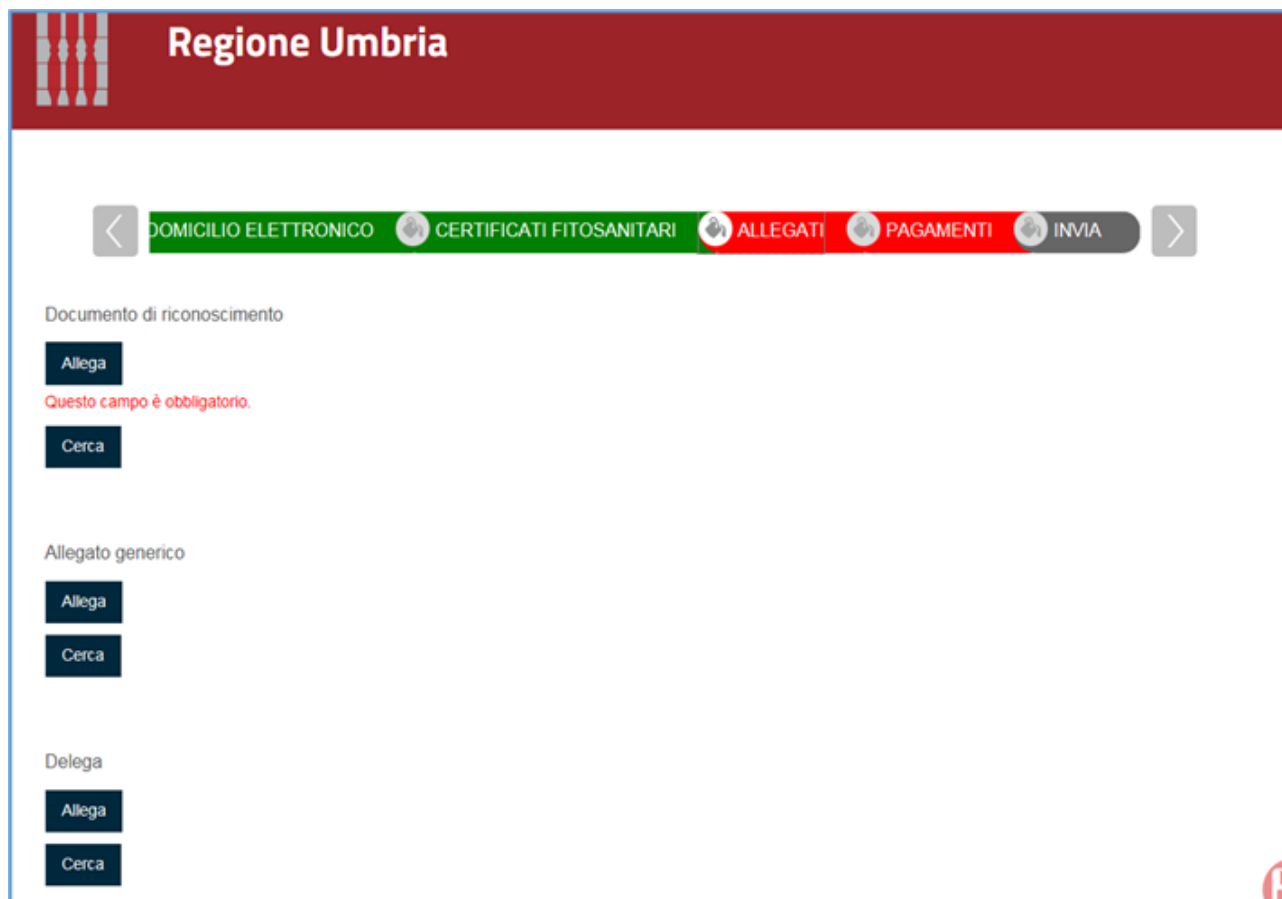 Regione Umbria
DOMICILIO ELETTRONICO CERTIFICATI FITOSANITARI ALLEGATI PAGAMENTI INVIA
Documento di riconoscimento
Allega
Questo campo è obbligatorio.
Cerca
Allegato generico
Allega
Cerca
Delega
Allega
Cerca